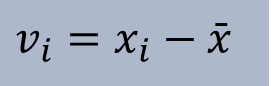 vᵢ = xᵢ − x̄